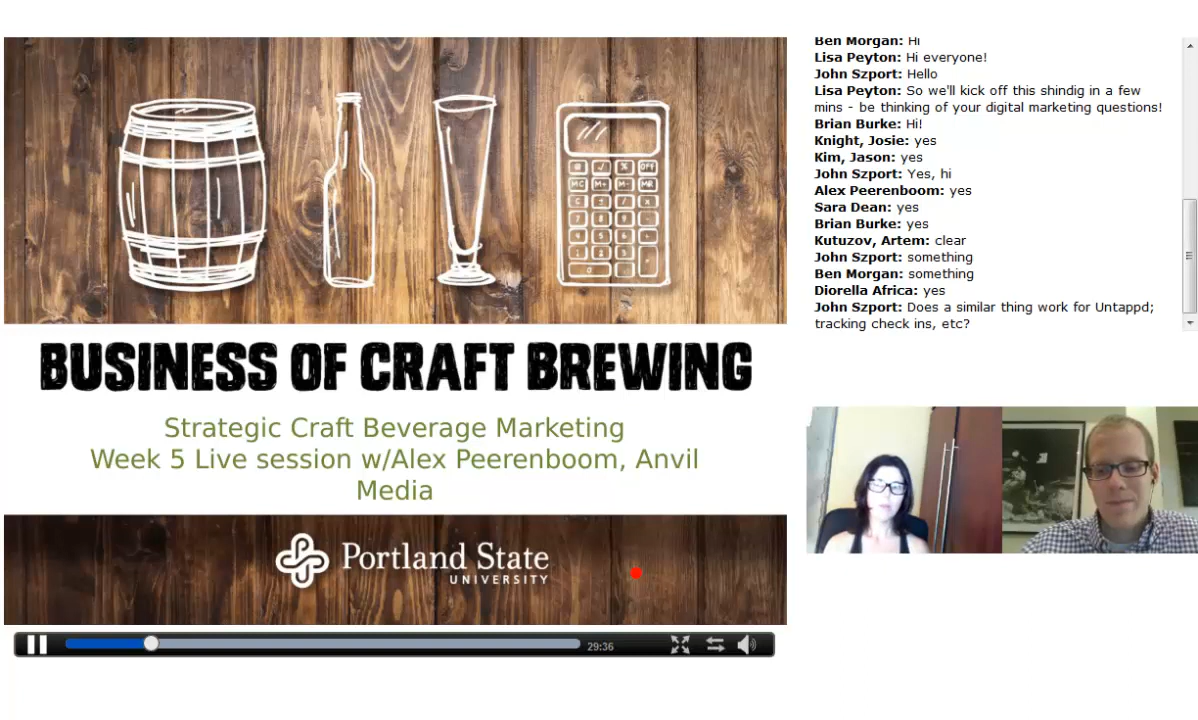 BUSINESS OF CRAFT BREWING
Strategic Craft Beverage Marketing
Week 5 Live session w/Alex Peerenboom, Anvil
Media
Portland State
UNIVERSITY
29:36
Ben Morgan: Hi
Lisa Peyton: Hi everyone!
John Szport: Hello
Lisa Peyton: So we'll kick off this shindig in a few
mins - be thinking of your digital marketing questions!
Brian Burke: Hi!
Knight, Josie: yes
Kim, Jason: yes
John Szport: Yes, hi
Alex Peerenboom: yes
Sara Dean: yes
Brian Burke: yes
Kutuzov, Artem: clear
John Szport: something
Ben Morgan: something
Diorella Africa: yes
John Szport: Does a similar thing work for Untappd;
tracking check ins, etc?